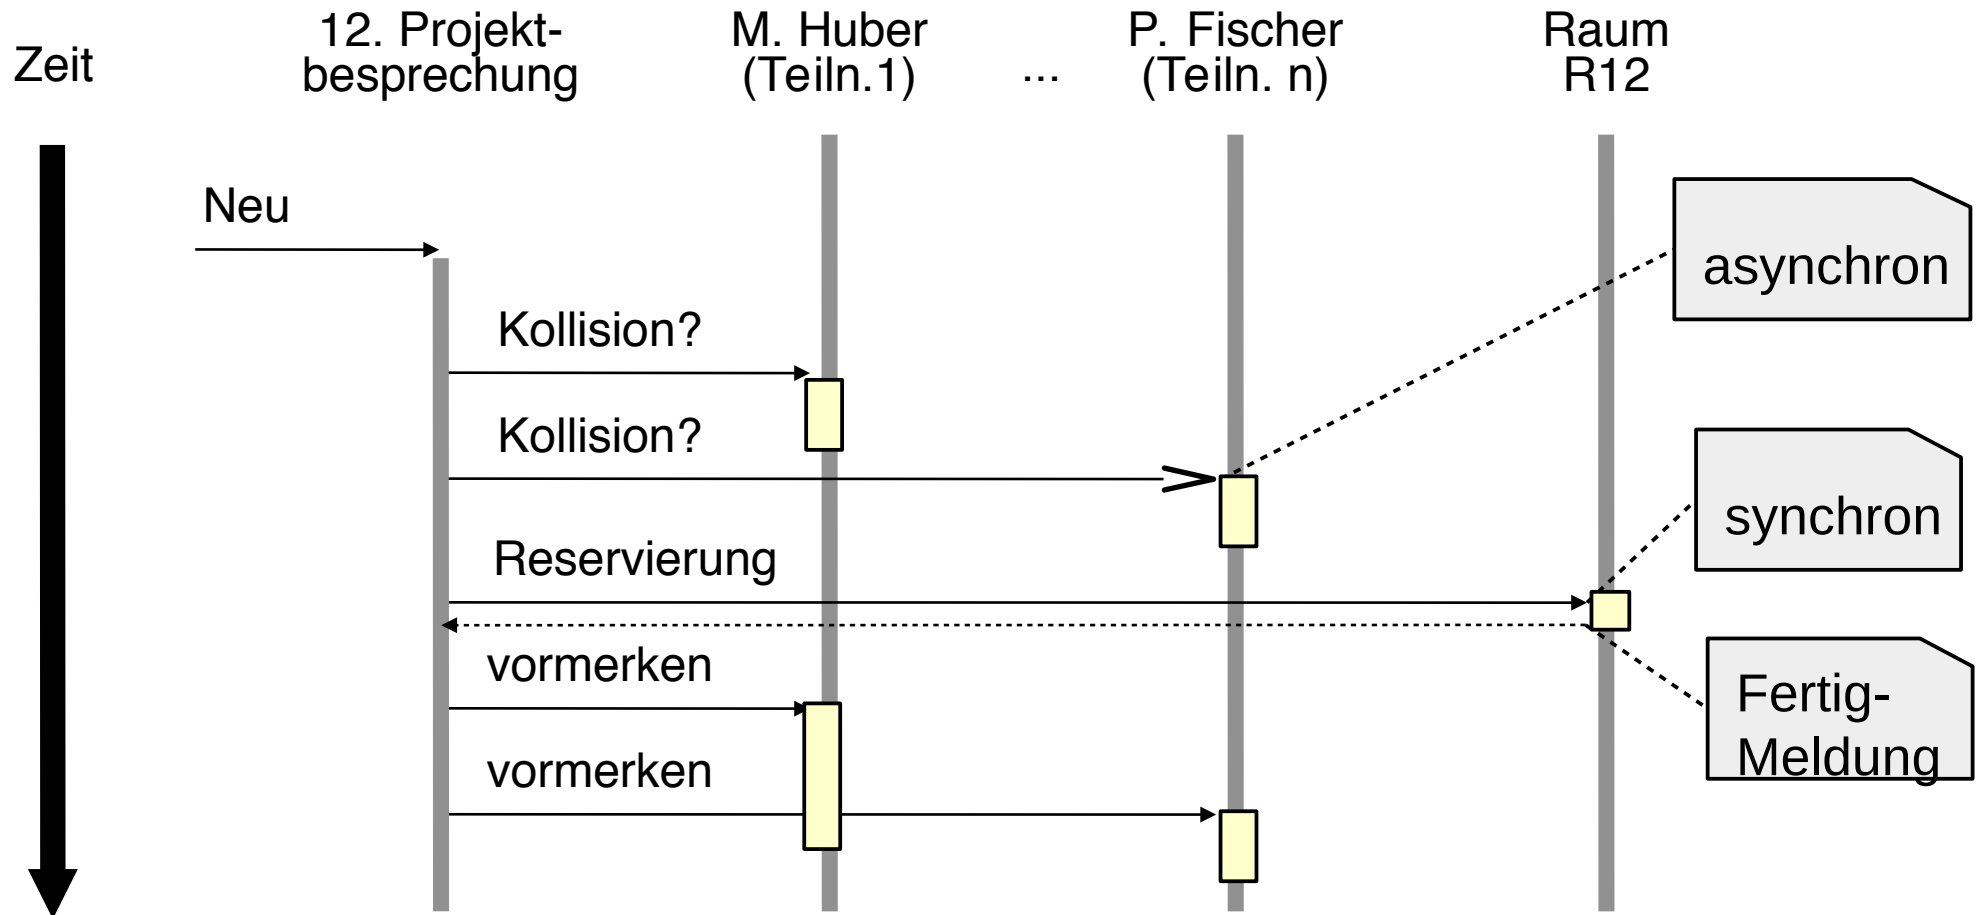 Zeit
12. Projekt-
besprechung
M. Huber
(Teiln.1)
...
P. Fischer
(Teiln. n)
Raum
R12
Neu
asynchron
Kollision?
Kollision?
synchron
Reservierung
vormerken
Fertig-
Meldung
vormerken